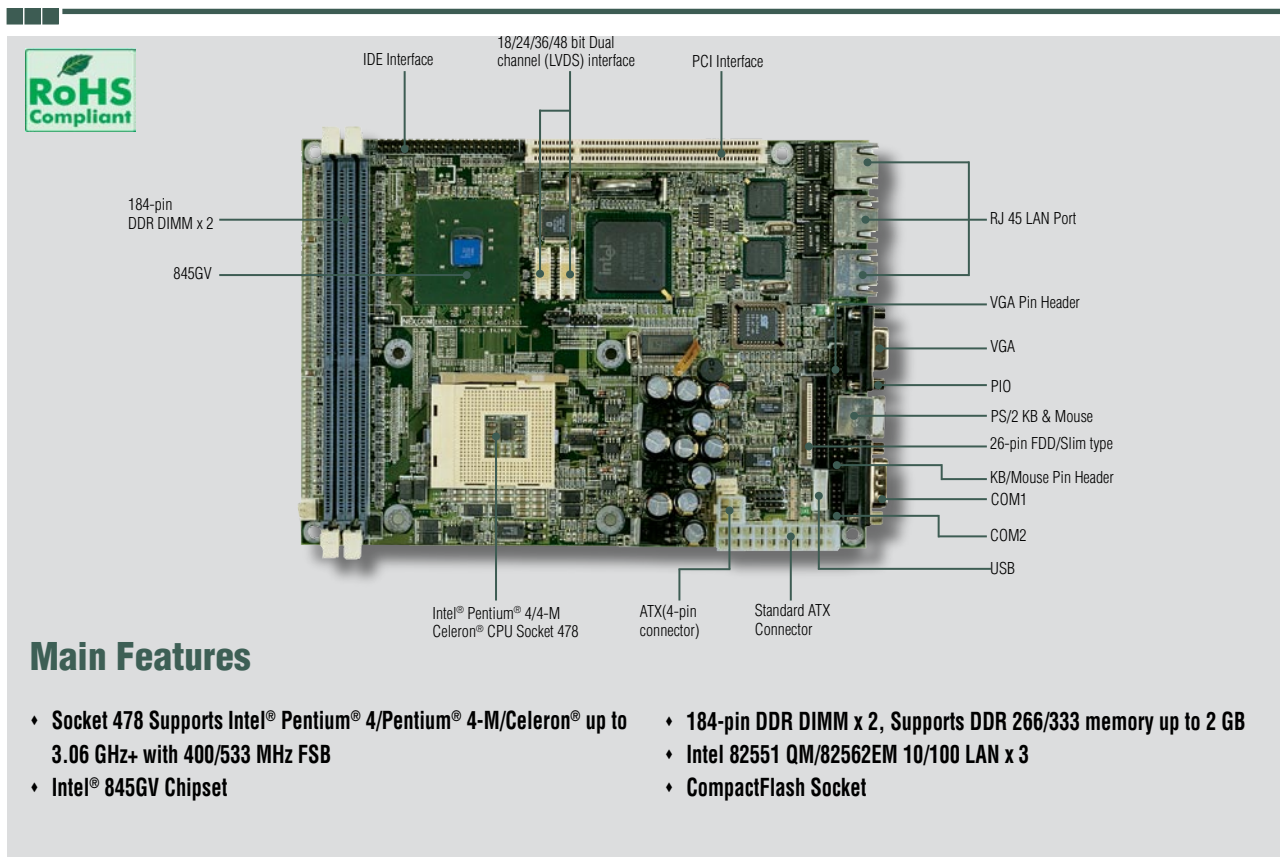 RoHS
Compliant
IDE Interface
18/24/36/48 bit Dual
channel (LVDS) interface
PCI Interface
184-pin
DDR DIMM x 2
845GV
RJ 45 LAN Port
VGA Pin Header
VGA
PIO
PS/2 KB & Mouse
26-pin FDD/Slim type
KB/Mouse Pin Header
COM1
COM2
USB
intel
Intel® Pentium® 4/4-M
Celeron® CPU Socket 478
ATX(4-pin
connector)
Standard ATX
Connector
Main Features
⬧ Socket 478 Supports Intel® Pentium® 4/Pentium® 4-M/Celeron® up to
3.06 GHz+ with 400/533 MHz FSB
⬧ Intel® 845GV Chipset
⬧ 184-pin DDR DIMM x 2, Supports DDR 266/333 memory up to 2 GB
⬧ Intel 82551 QM/82562EM 10/100 LAN x 3
⬧ CompactFlash Socket